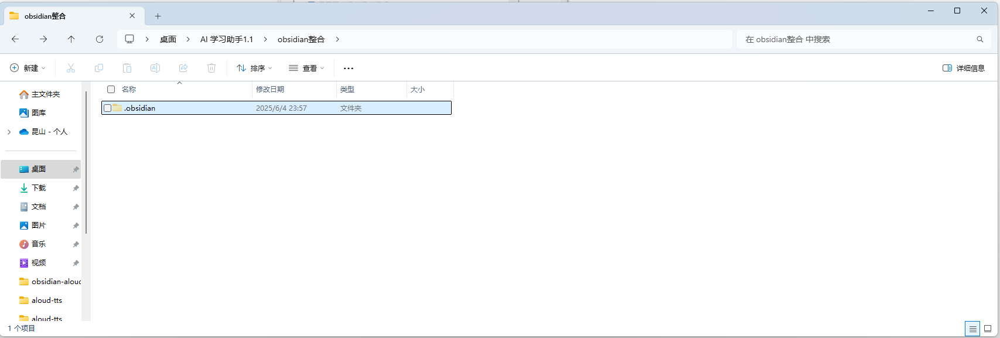 obsidian整合
桌面 AI 学习助手1.1 obsidian整合
在 obsidian整合 中搜索
新建 排序 查看 详细信息
名称 修改日期 类型 大小
.obsidian 2025/6/4 23:57 文件夹
主文件夹
图库
昆山 - 个人
桌面
下载
文档
图片
音乐
视频
obsidian-aloud
aloud-tts
aloud-tts
1 个项目